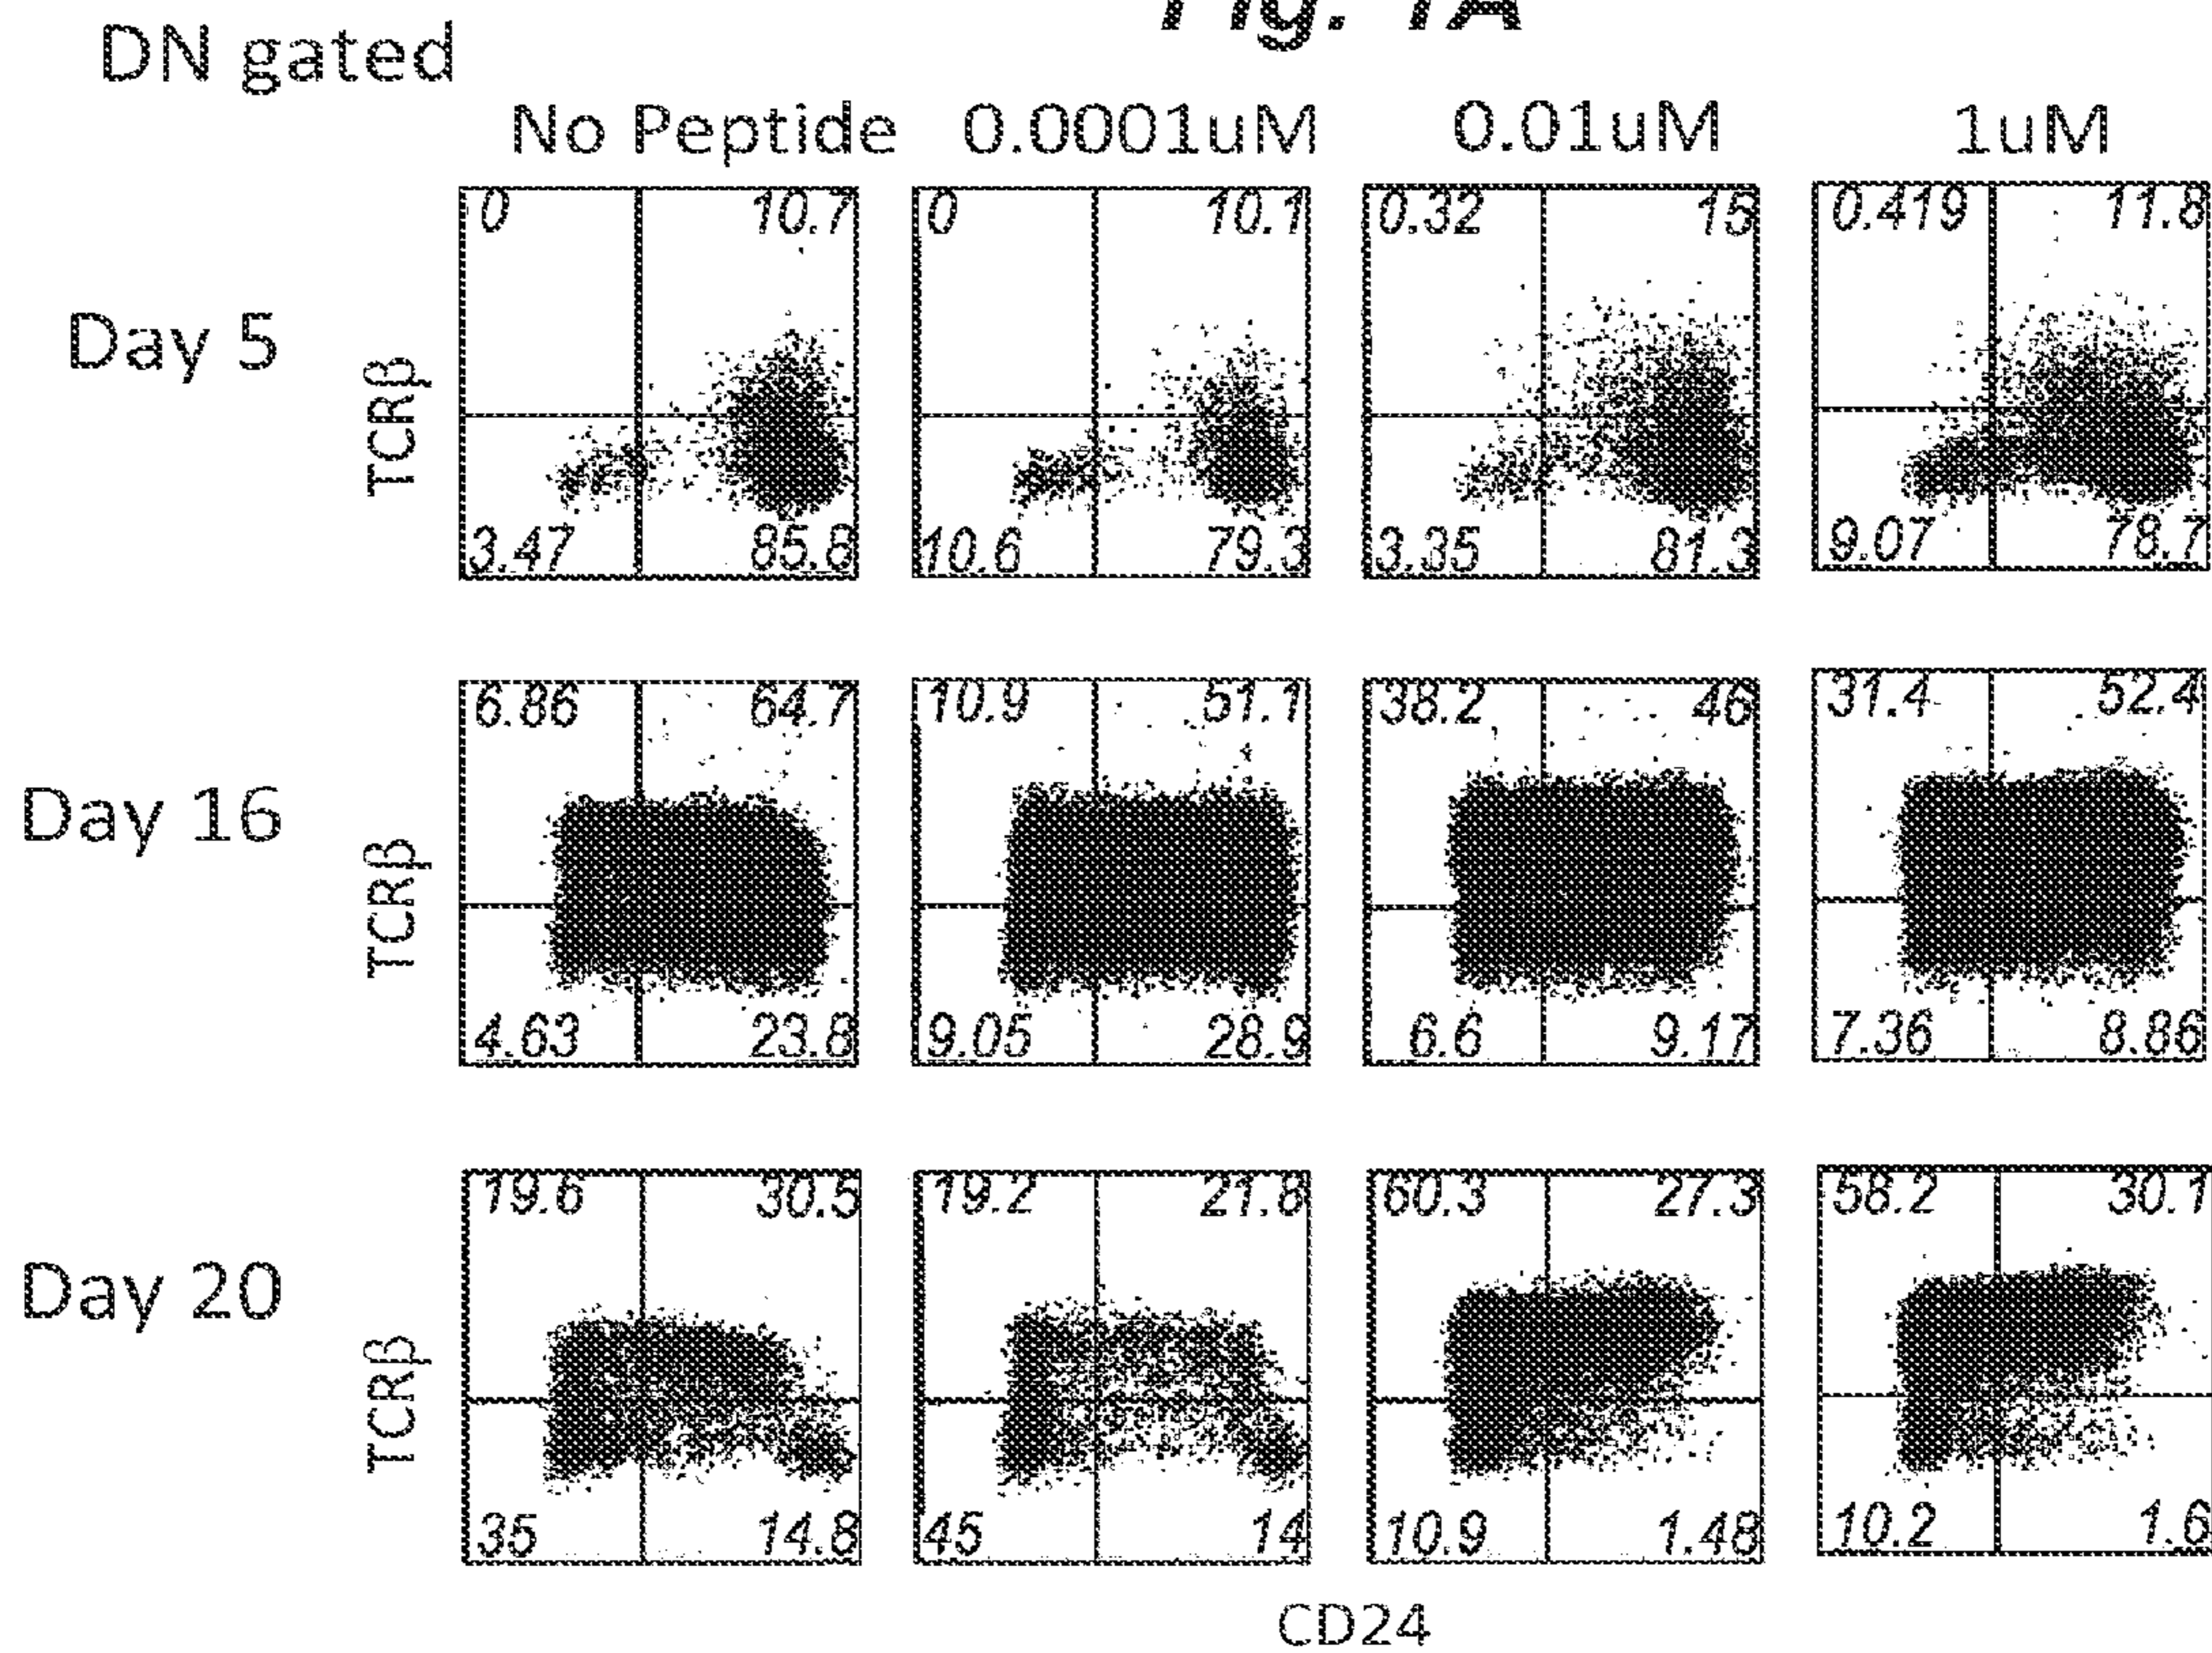 Fig. 1A
DN gated
No Peptide 0.0001uM 0.01uM 1uM
0 10.7 0 10.1 0.32 15 0.419 11.8
Day 5
TCRβ
3.47 85.8 10.6 79.3 3.35 81.3 9.07 78.7
6.86 64.7 10.9 51.1 38.2 46 31.4 52.4
Day 16
TCRβ
4.63 23.8 9.05 28.9 6.6 9.17 7.36 8.86
19.6 30.5 19.2 21.8 60.3 27.3 58.2 30.1
Day 20
TCRβ
35 14.8 45 14 10.9 1.48 10.2 1.6
CD24